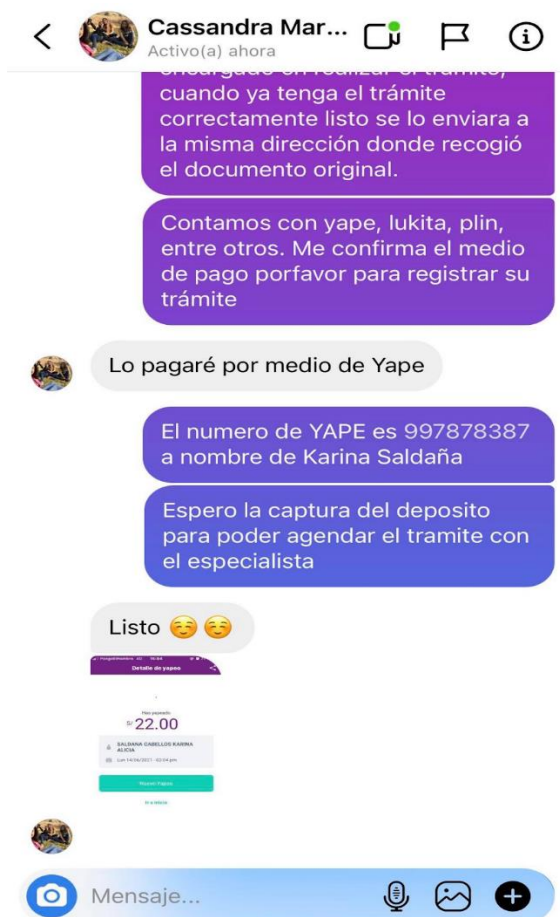 Cassandra Mar...
Activo(a) ahora
cuando ya tenga el trámite
correctamente listo se lo enviara a
la misma dirección donde recogió
el documento original.
Contamos con yape, lukita, plin,
entre otros. Me confirma el medio
de pago porfavor para registrar su
trámite
Lo pagaré por medio de Yape
El numero de YAPE es 997878387
a nombre de Karina Saldaña
Espero la captura del deposito
para poder agendar el tramite con
el especialista
Listo ☺️☺️
Detalle de yapeo
S/ 22.00
SALDANA CABELLOS KARINA
ALICIA
Mensaje...